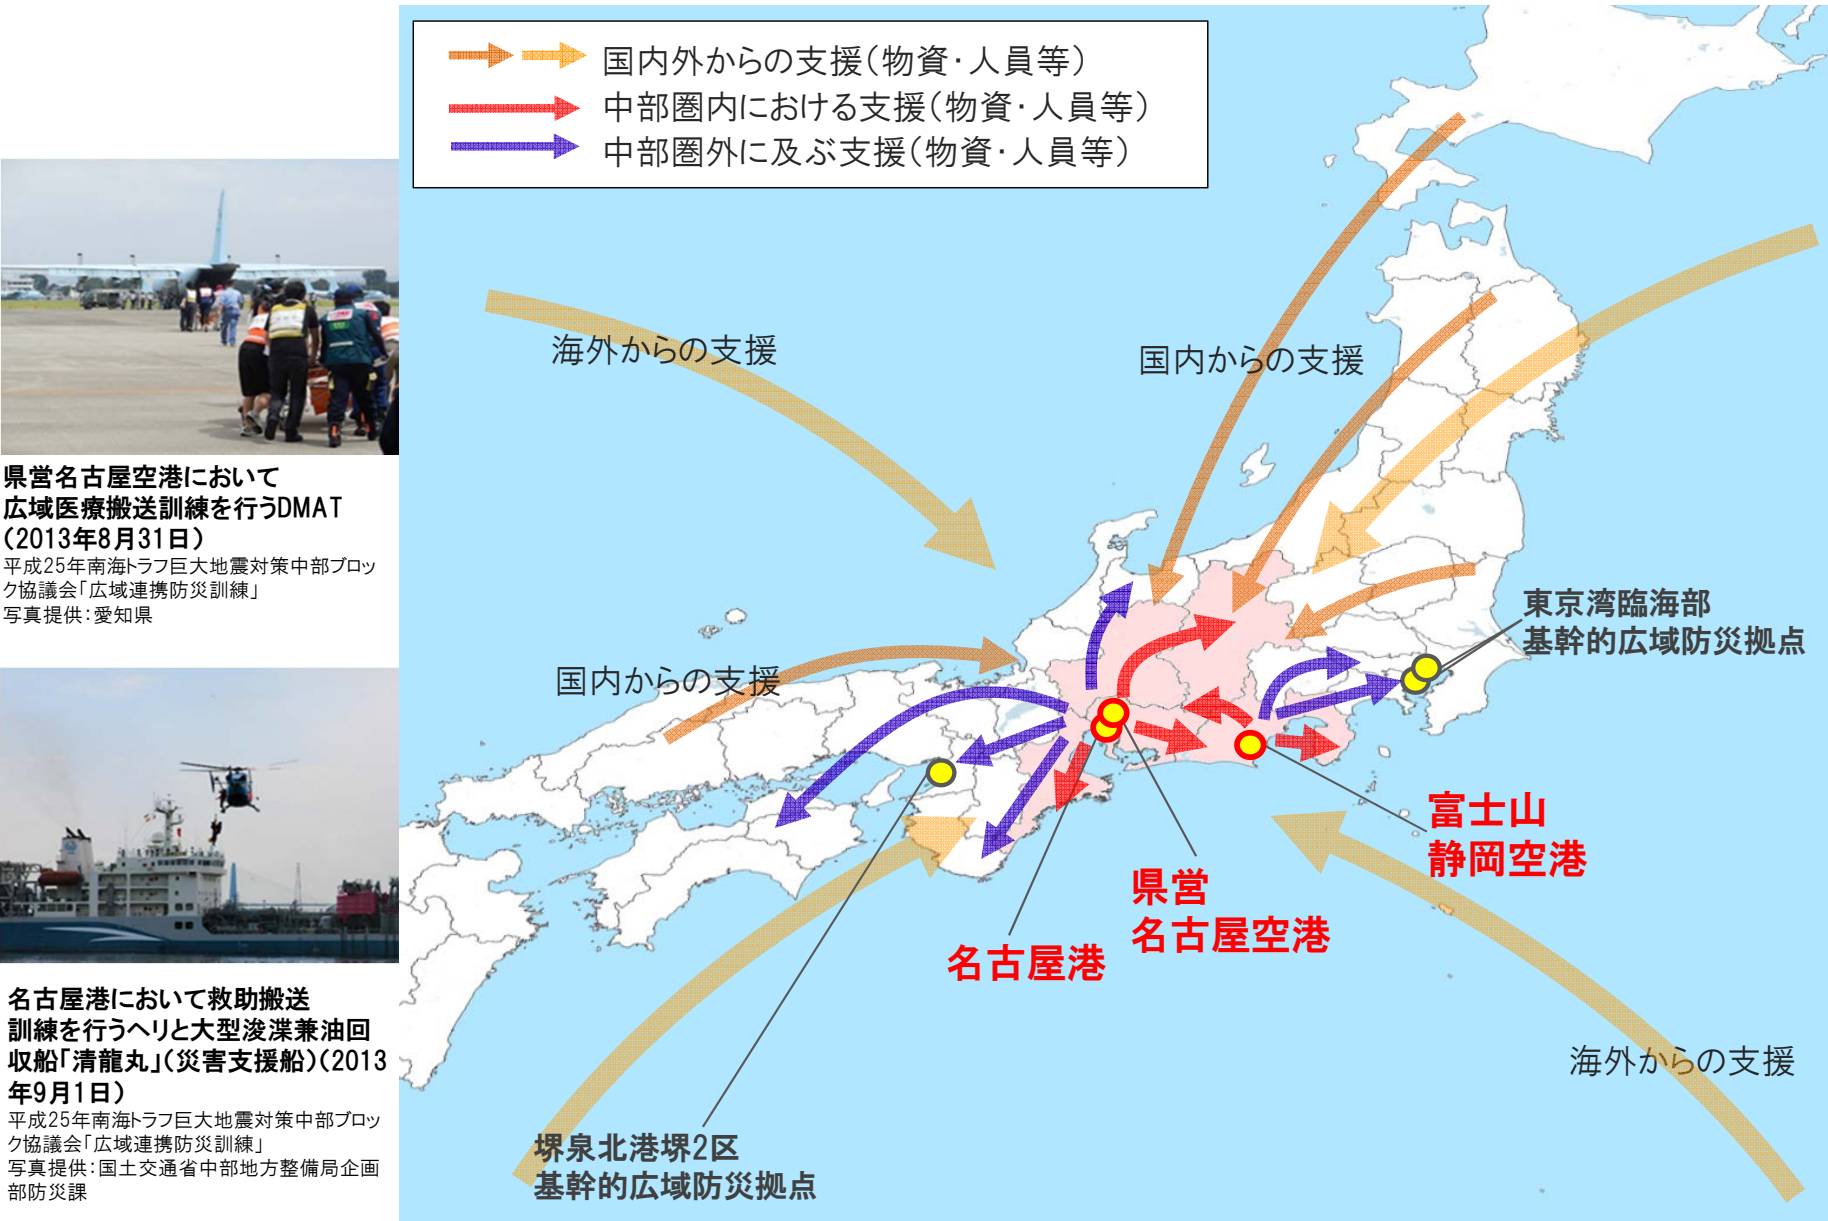 国内外からの支援(物資・人員等)
中部圏内における支援(物資・人員等)
中部圏外に及ぶ支援(物資・人員等)
県営名古屋空港において
広域医療搬送訓練を行うDMAT
(2013年8月31日)
平成25年南海トラフ巨大地震対策中部ブロッ
ク協議会「広域連携防災訓練」
写真提供:愛知県
名古屋港において救助搬送
訓練を行うヘリと大型浚渫兼油回
収船「清龍丸」(災害支援船)(2013
年9月1日)
平成25年南海トラフ巨大地震対策中部ブロッ
ク協議会「広域連携防災訓練」
写真提供:国土交通省中部地方整備局企画
部防災課
海外からの支援
国内からの支援
東京湾臨海部
基幹的広域防災拠点
国内からの支援
富士山
静岡空港
県営
名古屋空港
名古屋港
海外からの支援
堺泉北港堺2区
基幹的広域防災拠点